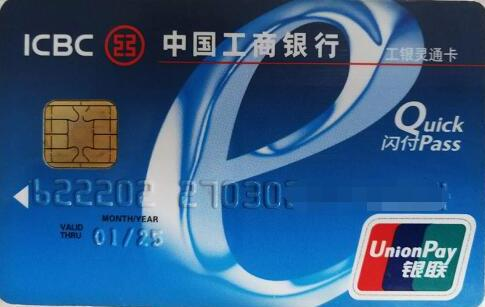 ICBC 中国工商银行
工银灵通卡
Quick
闪付Pass
622202 270302
MONTH/YEAR
VALID
THRU 01/25
UnionPay
银联